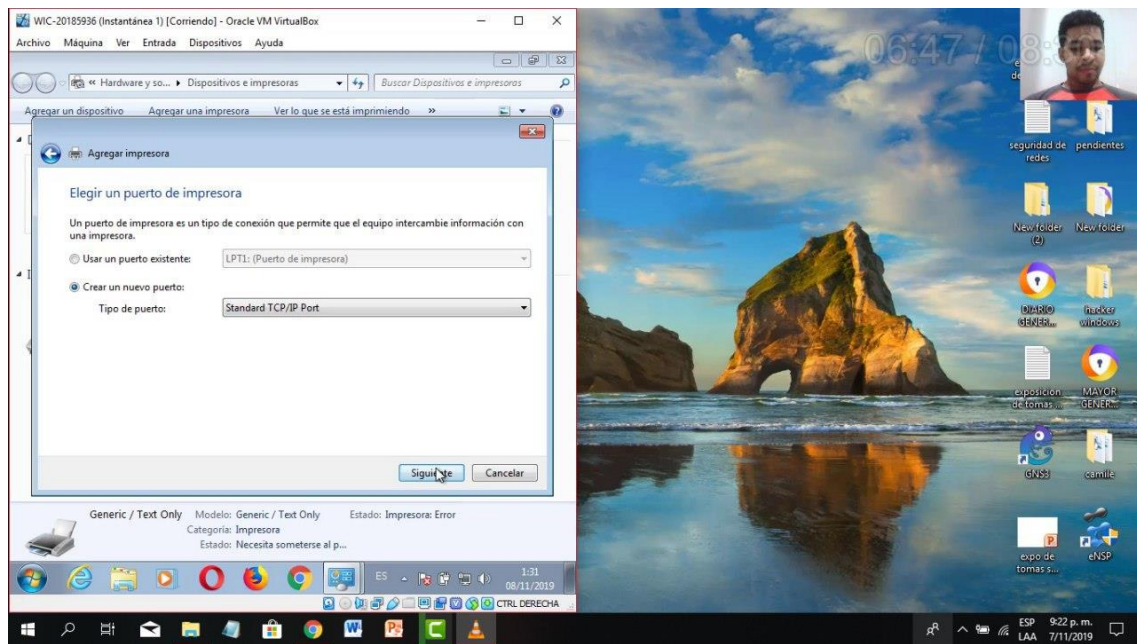 WIC-20185936 (Instantánea 1) [Corriendo] - Oracle VM VirtualBox
Archivo Máquina Ver Entrada Dispositivos Ayuda
« Hardware y so... ▸ Dispositivos e impresoras
Buscar Dispositivos e impresoras
Agregar un dispositivo Agregar una impresora Ver lo que se está imprimiendo »
Agregar impresora
Elegir un puerto de impresora
Un puerto de impresora es un tipo de conexión que permite que el equipo intercambie información con
una impresora.
Usar un puerto existente: LPT1: (Puerto de impresora)
Crear un nuevo puerto:
Tipo de puerto: Standard TCP/IP Port
Siguiente Cancelar
Generic / Text Only Modelo: Generic / Text Only Estado: Impresora: Error
Categoría: Impresora
Estado: Necesita someterse al p...
ES 1:31
08/11/2019
CTRL DERECHA
06:47 / 08:
seguridad de
redes
pendientes
New folder
(2)
New folder
DIARIO
GENER...
hacker
windows
exposicion
de tomas ...
MAYOR
GENER...
GNS3
camile
expo de
tomas s...
eNSP
ESP 9:22 p. m.
LAA 7/11/2019